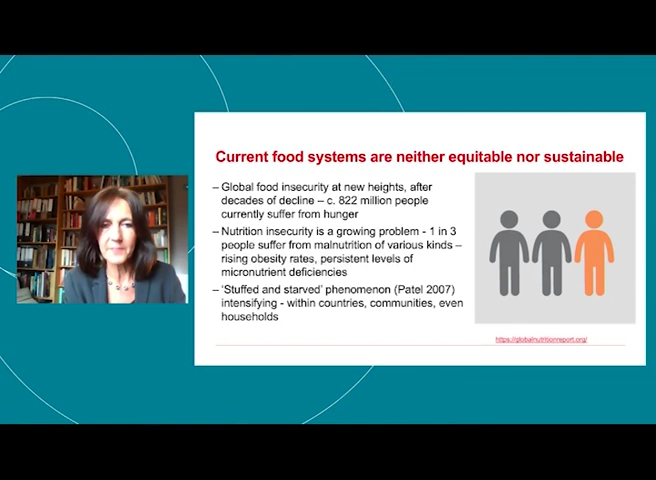 Current food systems are neither equitable nor sustainable
– Global food insecurity at new heights, after
decades of decline – c. 822 million people
currently suffer from hunger
– Nutrition insecurity is a growing problem - 1 in 3
people suffer from malnutrition of various kinds –
rising obesity rates, persistent levels of
micronutrient deficiencies
– ‘Stuffed and starved’ phenomenon (Patel 2007)
intensifying - within countries, communities, even
households
https://globalnutritionreport.org/